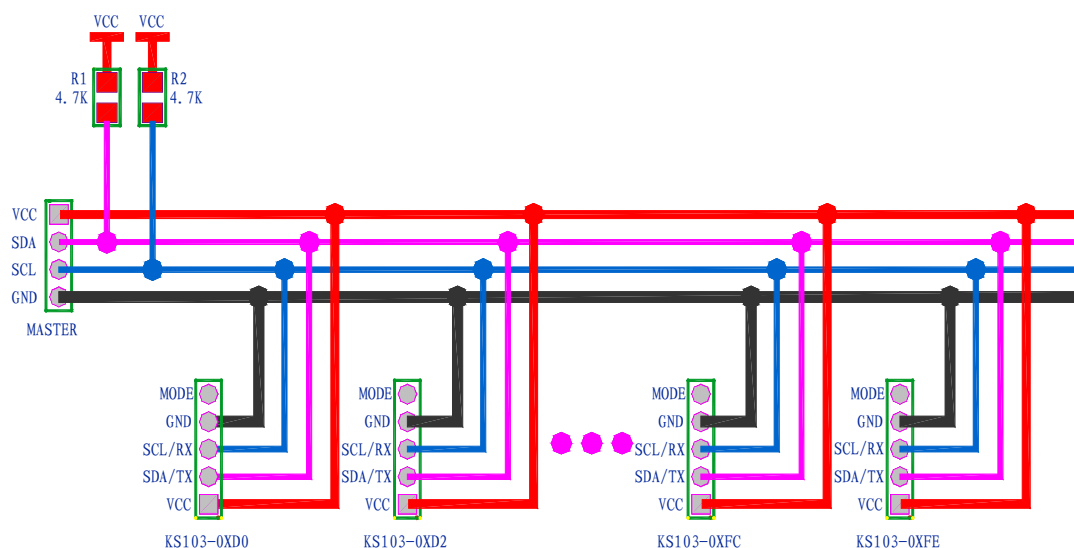 VCC VCC
R1 R2
4.7K 4.7K
VCC
SDA
SCL
GND
MASTER
MODE MODE MODE MODE
GND GND GND GND
SCL/RX SCL/RX SCL/RX SCL/RX
SDA/TX SDA/TX SDA/TX SDA/TX
VCC VCC VCC VCC
KS103-0XD0 KS103-0XD2 KS103-0XFC KS103-0XFE